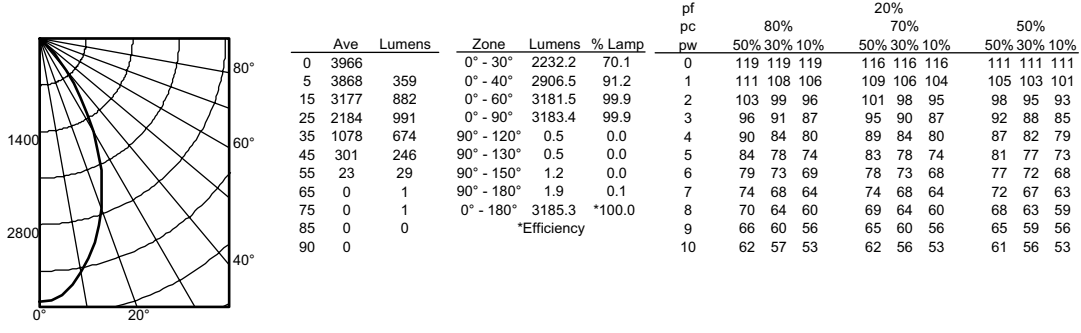 80°
60°
40°
1400
2800
0° 20°
Ave Lumens
0 3966
5 3868 359
15 3177 882
25 2184 991
35 1078 674
45 301 246
55 23 29
65 0 1
75 0 1
85 0 0
90 0
Zone Lumens % Lamp
0° - 30° 2232.2 70.1
0° - 40° 2906.5 91.2
0° - 60° 3181.5 99.9
0° - 90° 3183.4 99.9
90° - 120° 0.5 0.0
90° - 130° 0.5 0.0
90° - 150° 1.2 0.0
90° - 180° 1.9 0.1
0° - 180° 3185.3 *100.0
*Efficiency
pf 20%
pc 80% 70% 50%
pw 50% 30% 10% 50% 30% 10% 50% 30% 10%
0 119 119 119 116 116 116 111 111 111
1 111 108 106 109 106 104 105 103 101
2 103 99 96 101 98 95 98 95 93
3 96 91 87 95 90 87 92 88 85
4 90 84 80 89 84 80 87 82 79
5 84 78 74 83 78 74 81 77 73
6 79 73 69 78 73 68 77 72 68
7 74 68 64 74 68 64 72 67 63
8 70 64 60 69 64 60 68 63 59
9 66 60 56 65 60 56 65 59 56
10 62 57 53 62 56 53 61 56 53